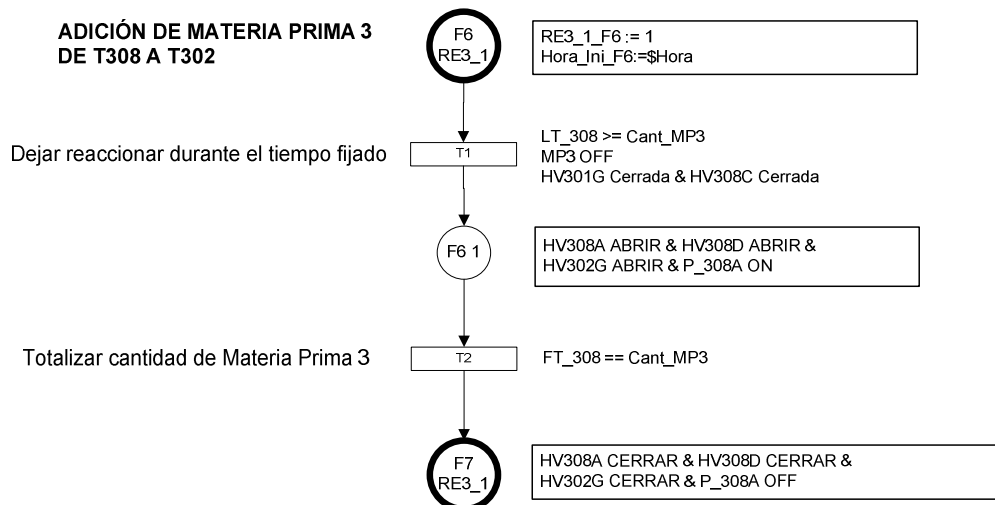 ADICIÓN DE MATERIA PRIMA 3
DE T308 A T302
F6
RE3_1
RE3_1_F6 := 1
Hora_Ini_F6:=$Hora
Dejar reaccionar durante el tiempo fijado
T1
LT_308 >= Cant_MP3
MP3 OFF
HV301G Cerrada & HV308C Cerrada
F6 1
HV308A ABRIR & HV308D ABRIR &
HV302G ABRIR & P_308A ON
Totalizar cantidad de Materia Prima 3
T2
FT_308 == Cant_MP3
F7
RE3_1
HV308A CERRAR & HV308D CERRAR &
HV302G CERRAR & P_308A OFF